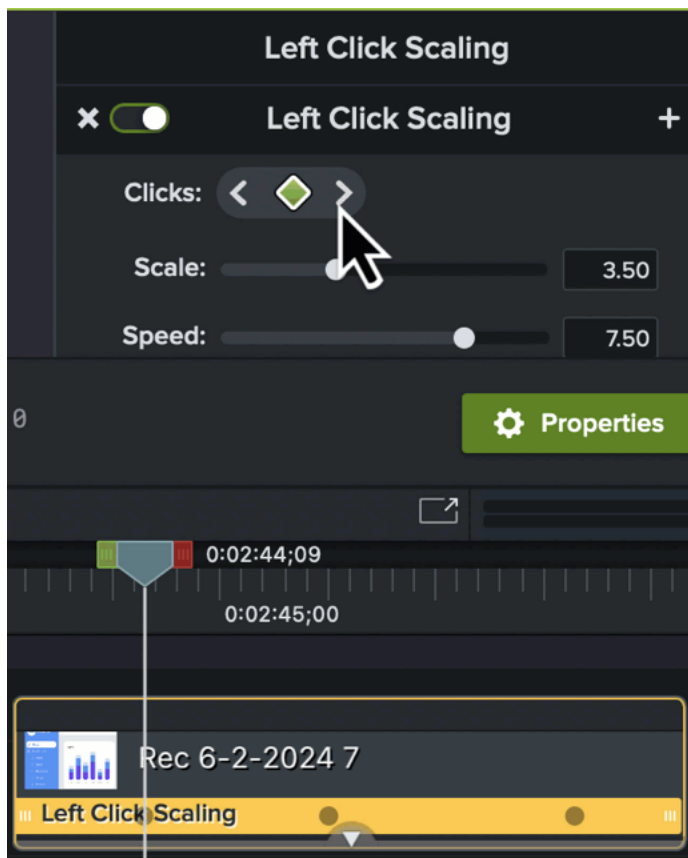 Left Click Scaling
Left Click Scaling
Clicks:
Scale: 3.50
Speed: 7.50
0
Properties
0:02:44;09
0:02:45;00
Rec 6-2-2024 7
Left Click Scaling